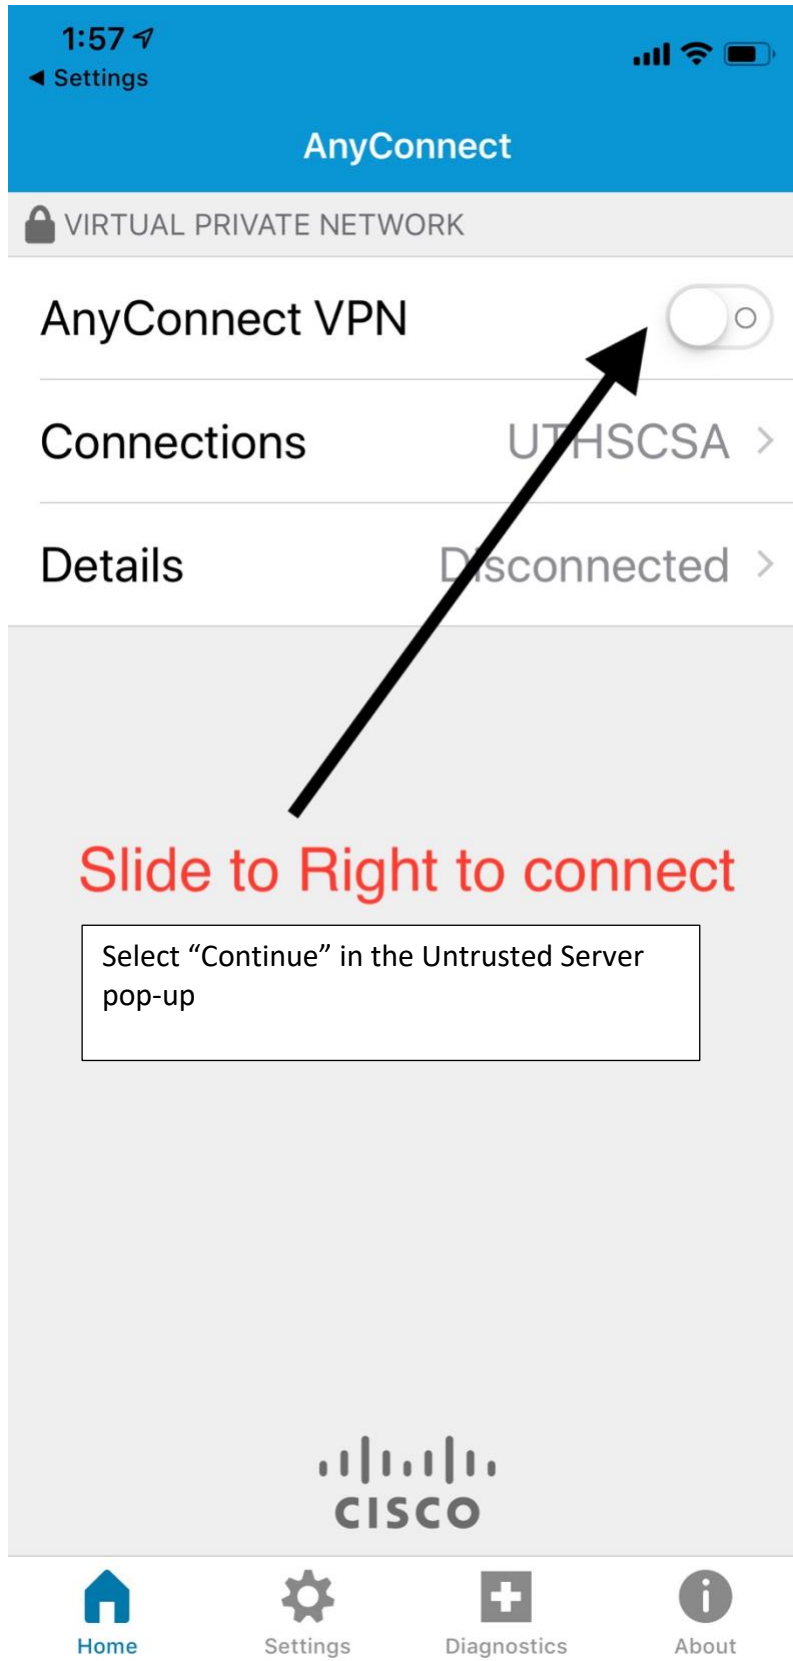 1:57
◀ Settings
AnyConnect
VIRTUAL PRIVATE NETWORK
AnyConnect VPN
Connections UTHSCSA >
Details Disconnected >
Slide to Right to connect
Select “Continue” in the Untrusted Server
pop-up
CISCO
Home Settings Diagnostics About